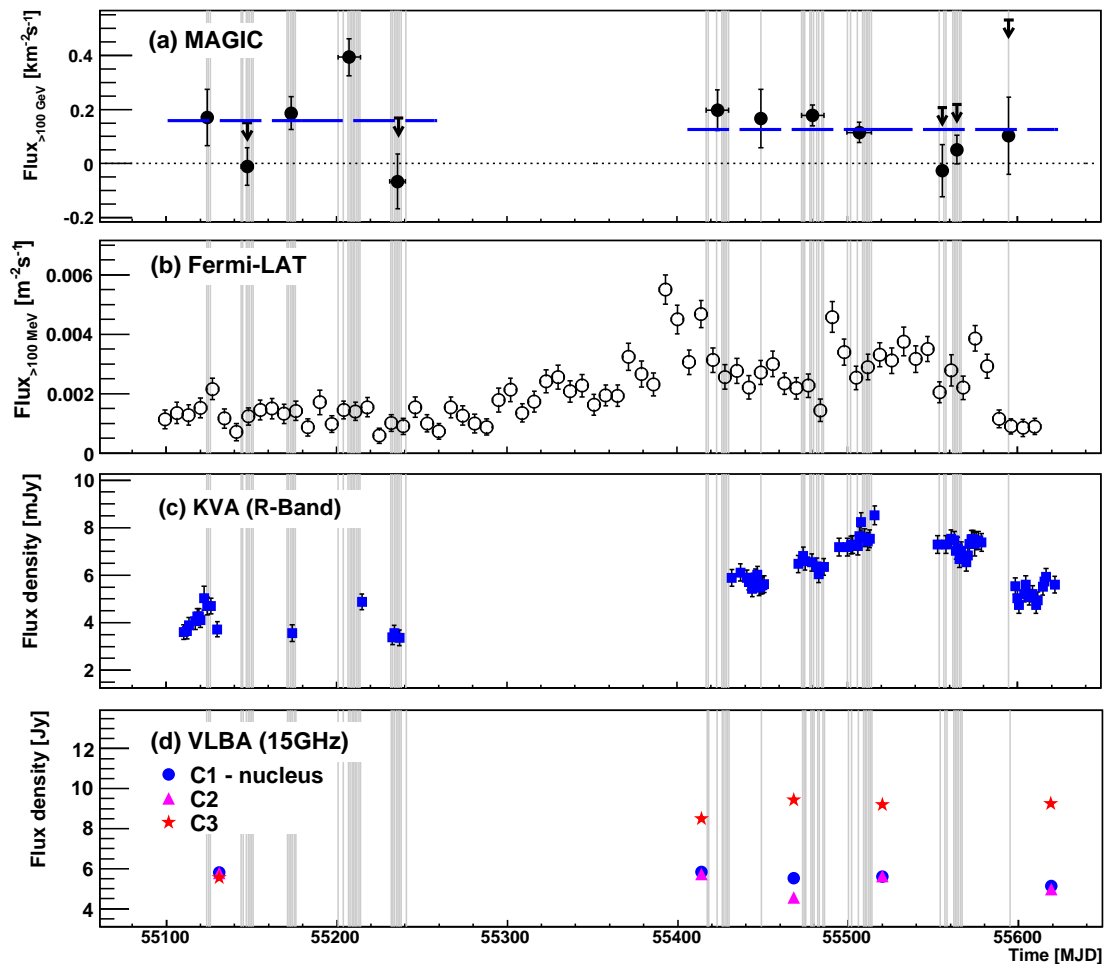 (a) MAGIC
Flux>100 GeV [km-2s-1]
0.4
0.2
0
-0.2
(b) Fermi-LAT
Flux>100 MeV [m-2s-1]
0.006
0.004
0.002
0
(c) KVA (R-Band)
Flux density [mJy]
10
8
6
4
2
(d) VLBA (15GHz)
Flux density [Jy]
C1 - nucleus
C2
C3
12
10
8
6
4
55100 55200 55300 55400 55500 55600
Time [MJD]